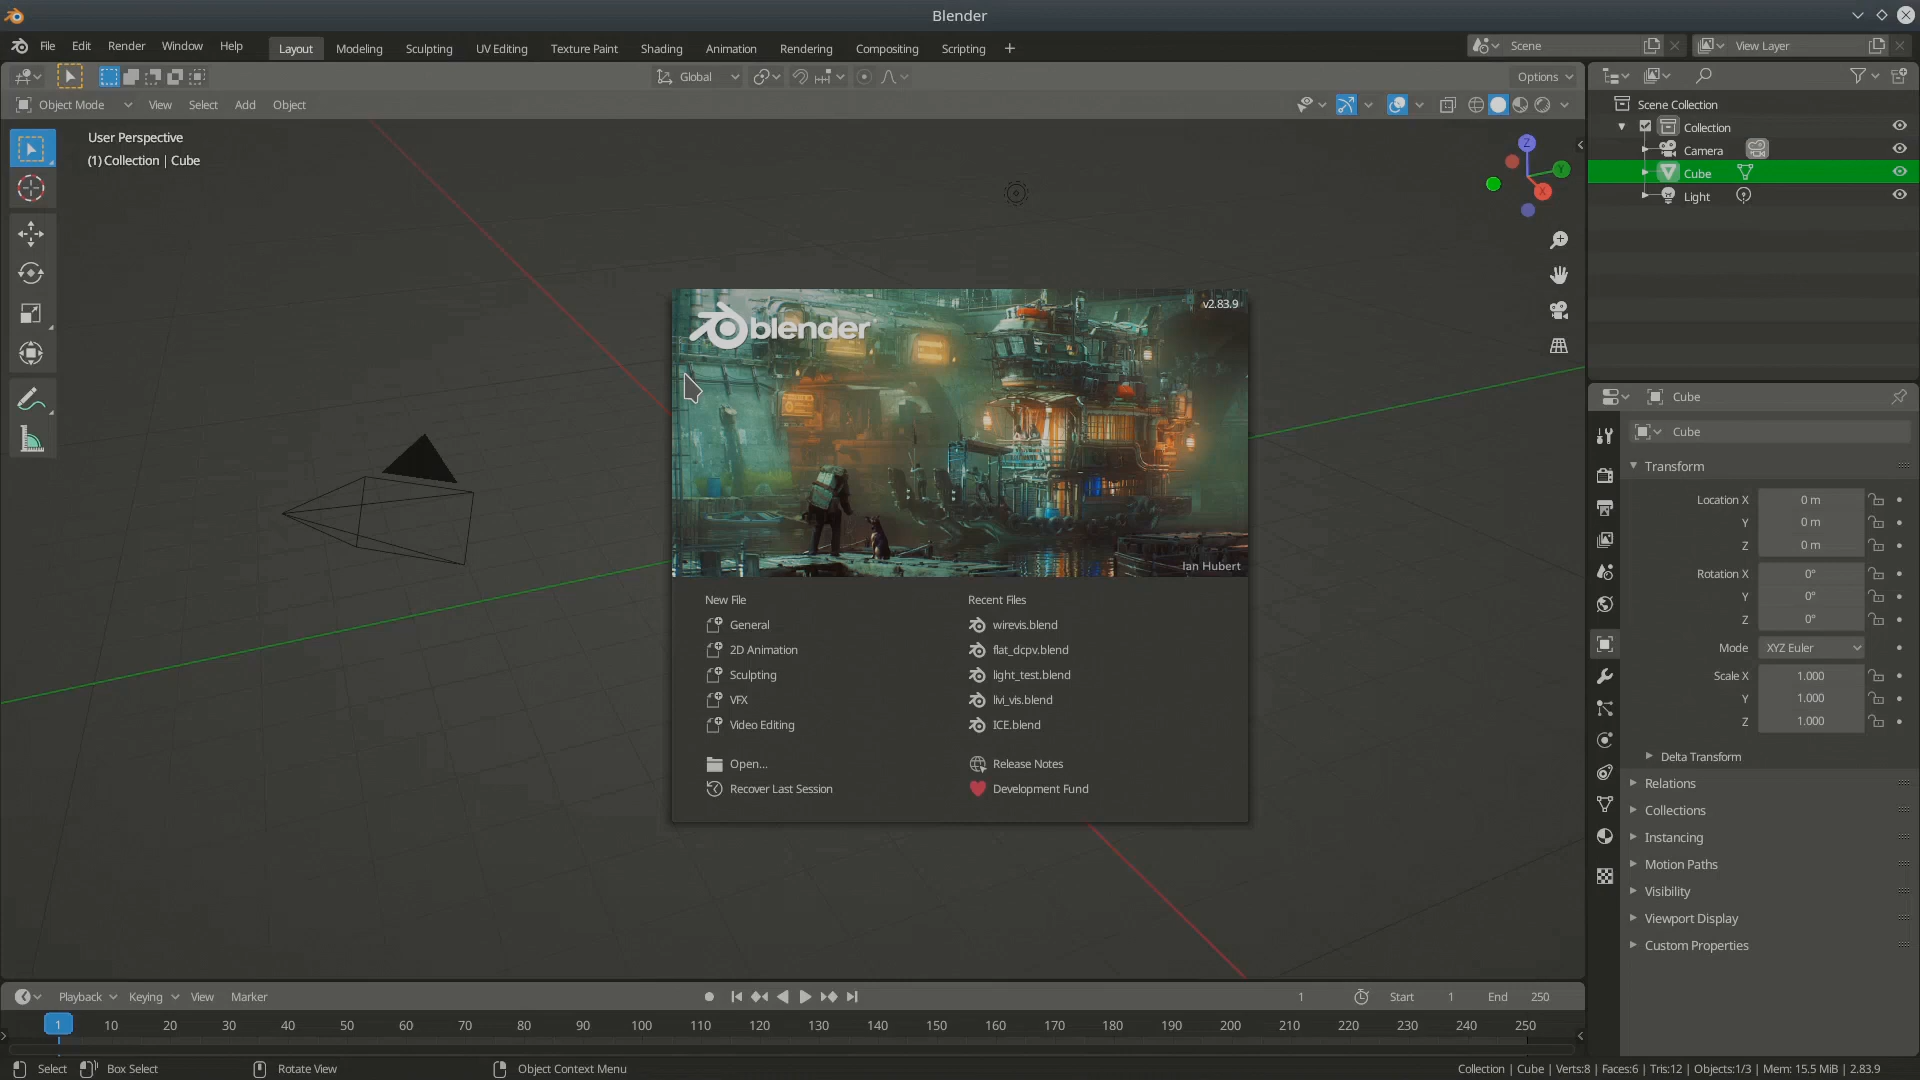 Blender
File Edit Render Window Help Layout Modeling Sculpting UV Editing Texture Paint Shading Animation Rendering Compositing Scripting + Scene View Layer
Global Options
Object Mode View Select Add Object
User Perspective
(1) Collection | Cube
Z
Y
X
Scene Collection
Collection
Camera
Cube
Light
blender
v2.83.9
Ian Hubert
New File
General
2D Animation
Sculpting
VFX
Video Editing
Open...
Recover Last Session
Recent Files
wirevis.blend
flat_dcpv.blend
light_test.blend
livi_vis.blend
ICE.blend
Release Notes
Development Fund
Cube
Cube
Transform
Location X 0 m
Y 0 m
Z 0 m
Rotation X 0°
Y 0°
Z 0°
Mode XYZ Euler
Scale X 1.000
Y 1.000
Z 1.000
Delta Transform
Relations
Collections
Instancing
Motion Paths
Visibility
Viewport Display
Custom Properties
Playback Keying View Marker 1 Start 1 End 250
1 10 20 30 40 50 60 70 80 90 100 110 120 130 140 150 160 170 180 190 200 210 220 230 240 250
Select Box Select Rotate View Object Context Menu Collection | Cube | Verts:8 | Faces:6 | Tris:12 | Objects:1/3 | Mem: 15.5 MiB | 2.83.9